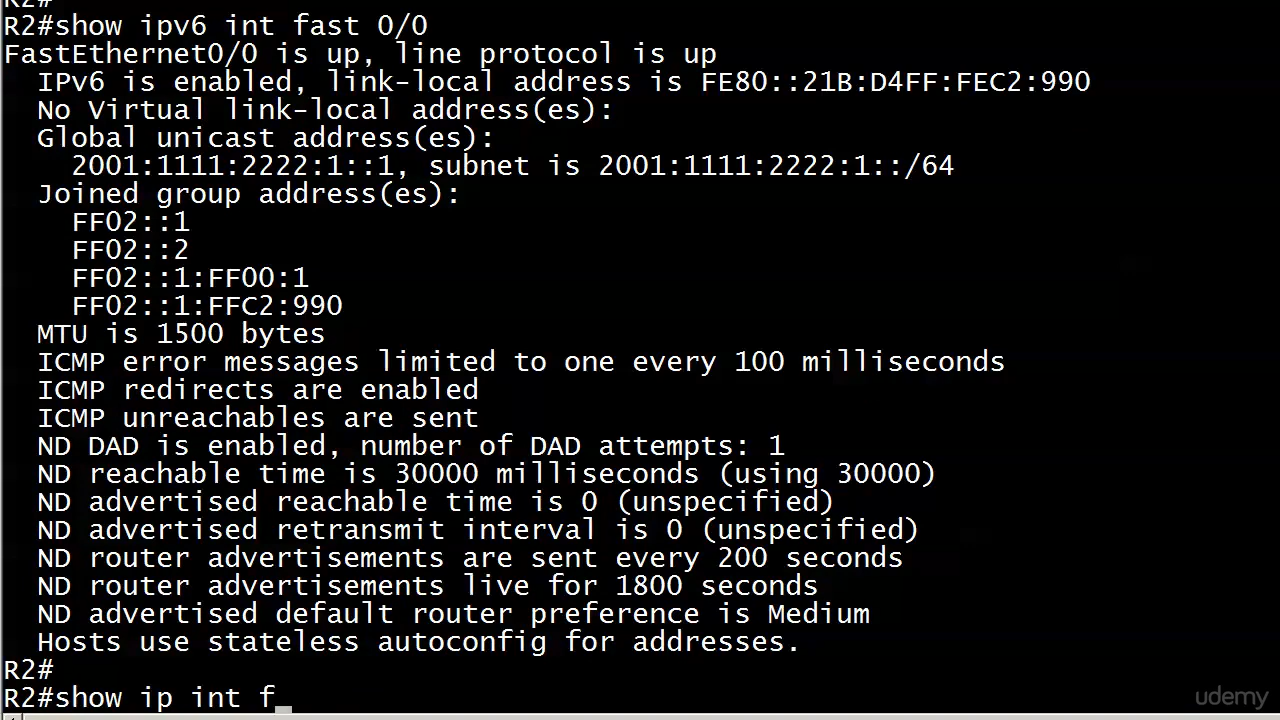 R2#
R2#show ipv6 int fast 0/0
FastEthernet0/0 is up, line protocol is up
  IPv6 is enabled, link-local address is FE80::21B:D4FF:FEC2:990
  No Virtual link-local address(es):
  Global unicast address(es):
    2001:1111:2222:1::1, subnet is 2001:1111:2222:1::/64
  Joined group address(es):
    FF02::1
    FF02::2
    FF02::1:FF00:1
    FF02::1:FFC2:990
  MTU is 1500 bytes
  ICMP error messages limited to one every 100 milliseconds
  ICMP redirects are enabled
  ICMP unreachables are sent
  ND DAD is enabled, number of DAD attempts: 1
  ND reachable time is 30000 milliseconds (using 30000)
  ND advertised reachable time is 0 (unspecified)
  ND advertised retransmit interval is 0 (unspecified)
  ND router advertisements are sent every 200 seconds
  ND router advertisements live for 1800 seconds
  ND advertised default router preference is Medium
  Hosts use stateless autoconfig for addresses.
R2#
R2#show ip int f_
udemy